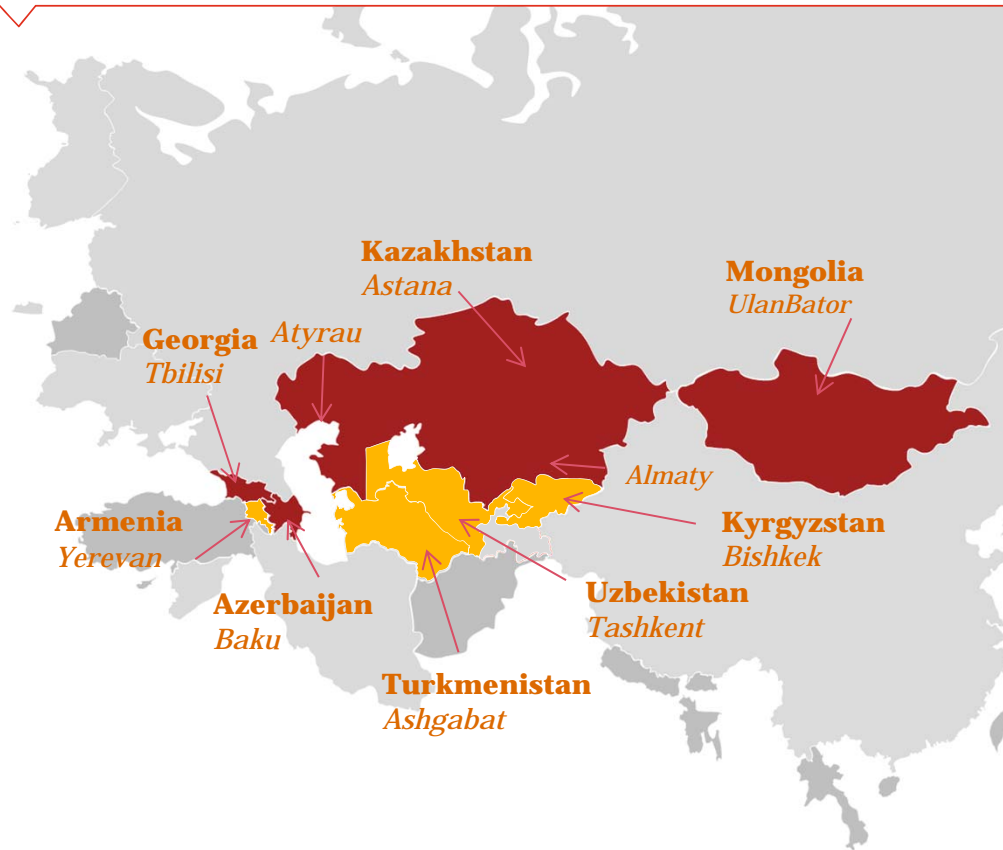 Kazakhstan
Astana
Mongolia
UlanBator
Georgia
Tbilisi
Atyrau
Almaty
Armenia
Yerevan
Kyrgyzstan
Bishkek
Azerbaijan
Baku
Uzbekistan
Tashkent
Turkmenistan
Ashgabat